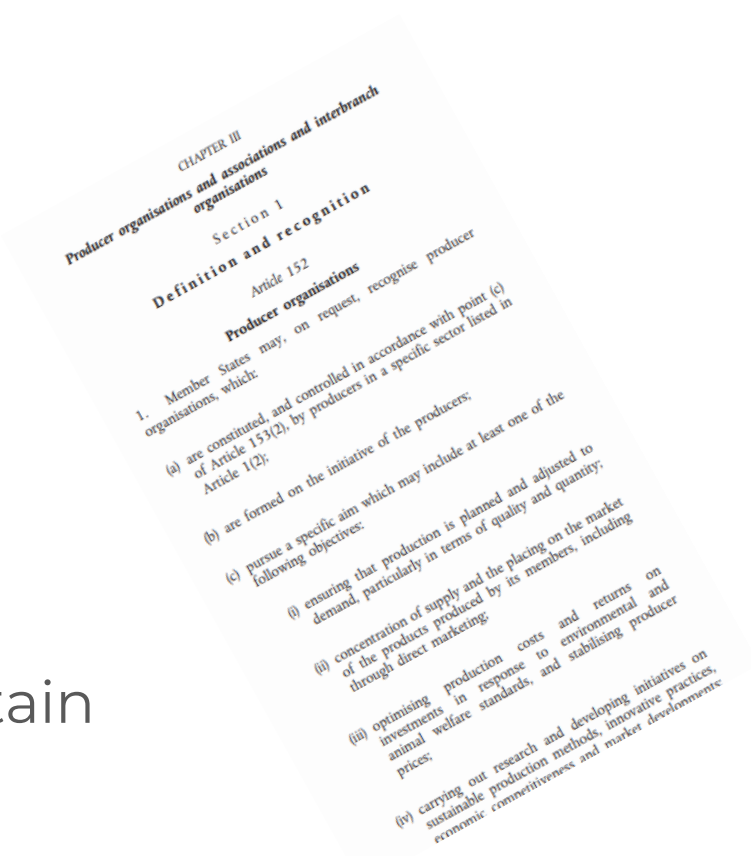 CHAPTER III
Producer organisations and associations and interbranch
organisations
Section 1
Definition and recognition
Article 152
Producer organisations
1. Member States may, on request, recognise producer
organisations, which:
(a) are constituted, and controlled in accordance with point (c)
of Article 153(2), by producers in a specific sector listed in
Article 1(2);
(b) are formed on the initiative of the producers;
(c) pursue a specific aim which may include at least one of the
following objectives:
(i) ensuring that production is planned and adjusted to
demand, particularly in terms of quality and quantity;
(ii) concentration of supply and the placing on the market
of the products produced by its members, including
through direct marketing;
(iii) optimising production costs and returns on
investments in response to environmental and
animal welfare standards, and stabilising producer
prices;
(iv) carrying out research and developing initiatives on
sustainable production methods, innovative practices,
economic competitiveness and market developments;
tain